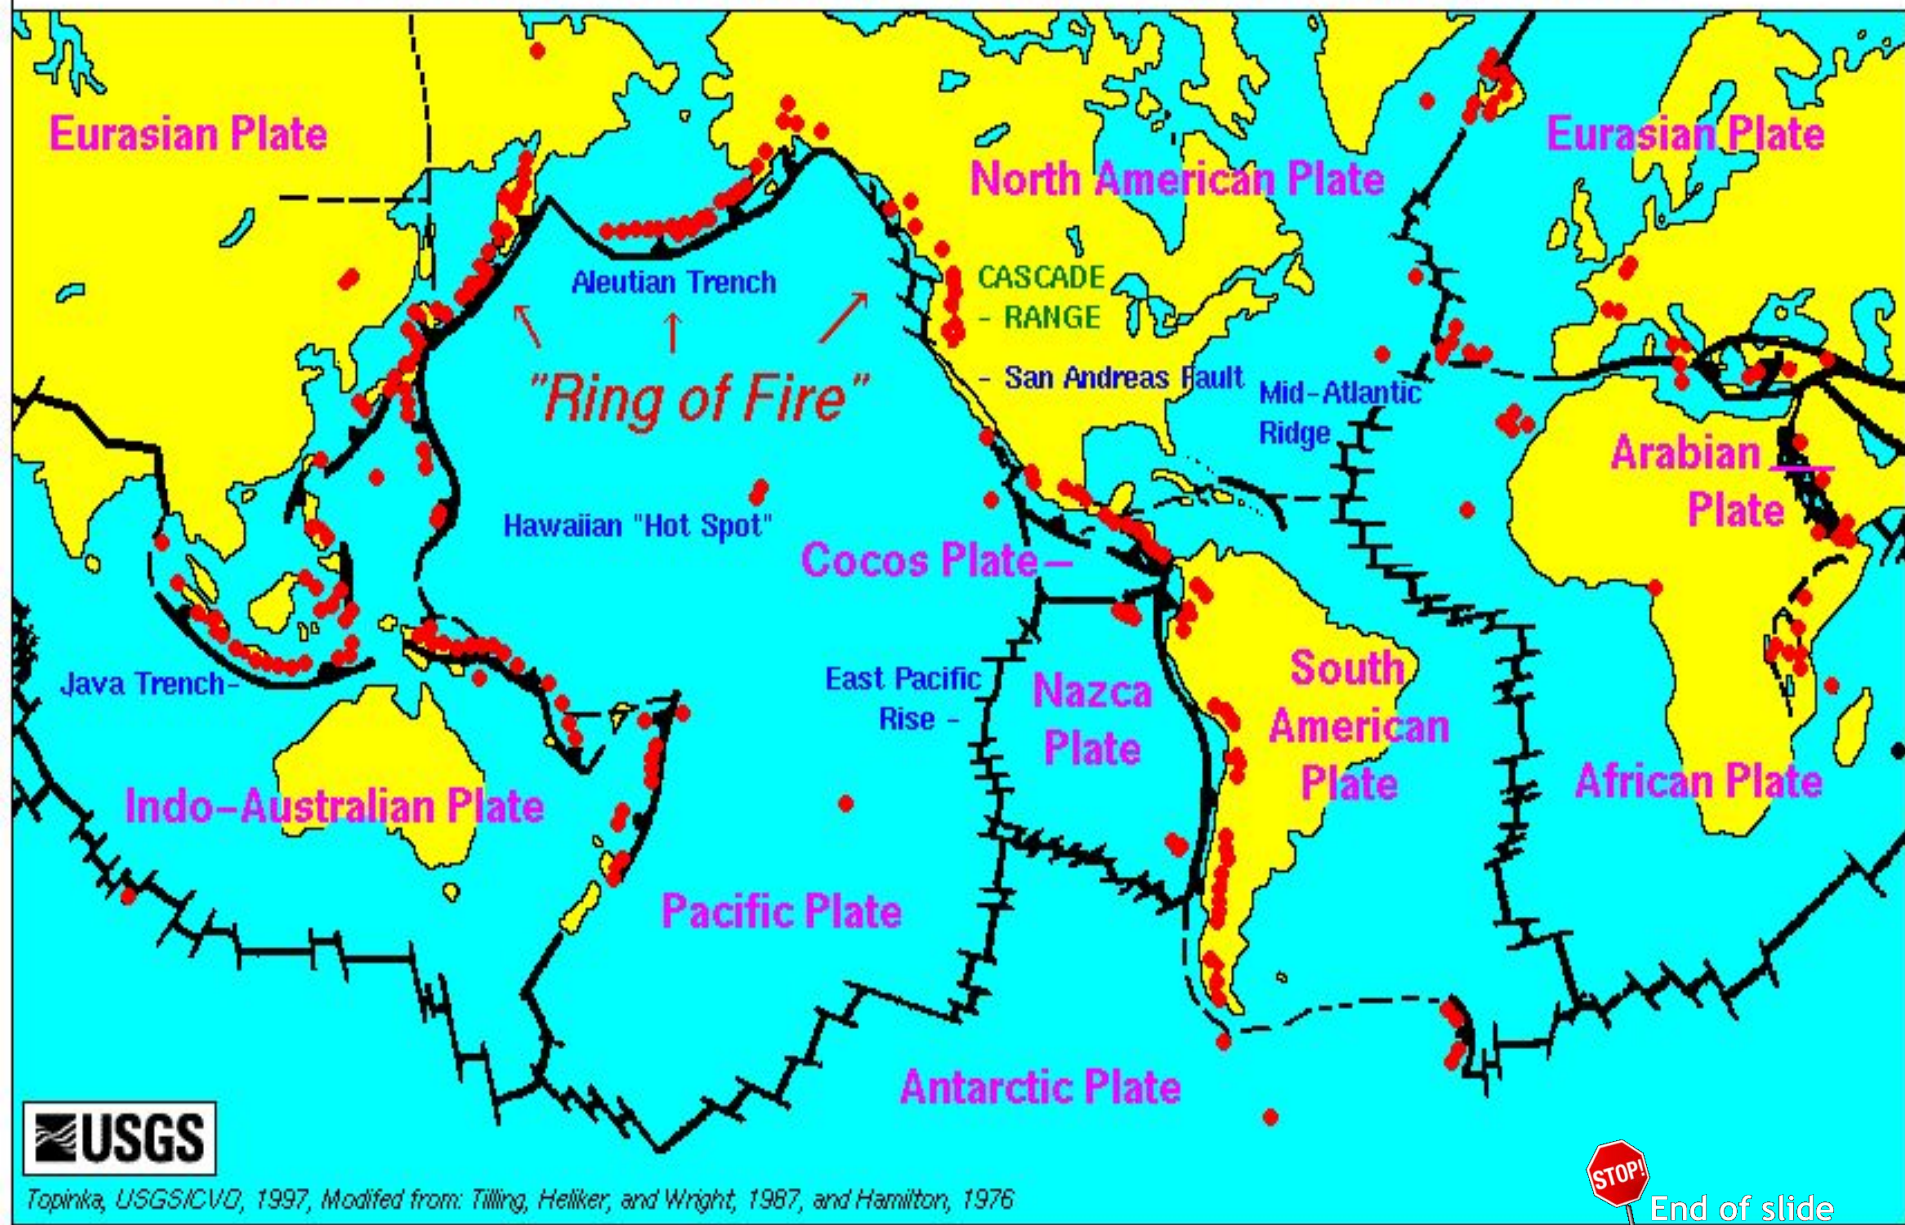 Eurasian Plate
Eurasian Plate
North American Plate
Aleutian Trench
CASCADE
- RANGE
"Ring of Fire"
- San Andreas Fault
Mid-Atlantic
Ridge
Arabian
Plate
Hawaiian "Hot Spot"
Cocos Plate
Java Trench-
East Pacific
Rise -
Nazca
Plate
South
American
Plate
Indo-Australian Plate
African Plate
Pacific Plate
Antarctic Plate
USGS
Topinka, USGS/CVO, 1997, Modifed from: Tilling, Heliker, and Wright, 1987, and Hamilton, 1976
STOP!
End of slide